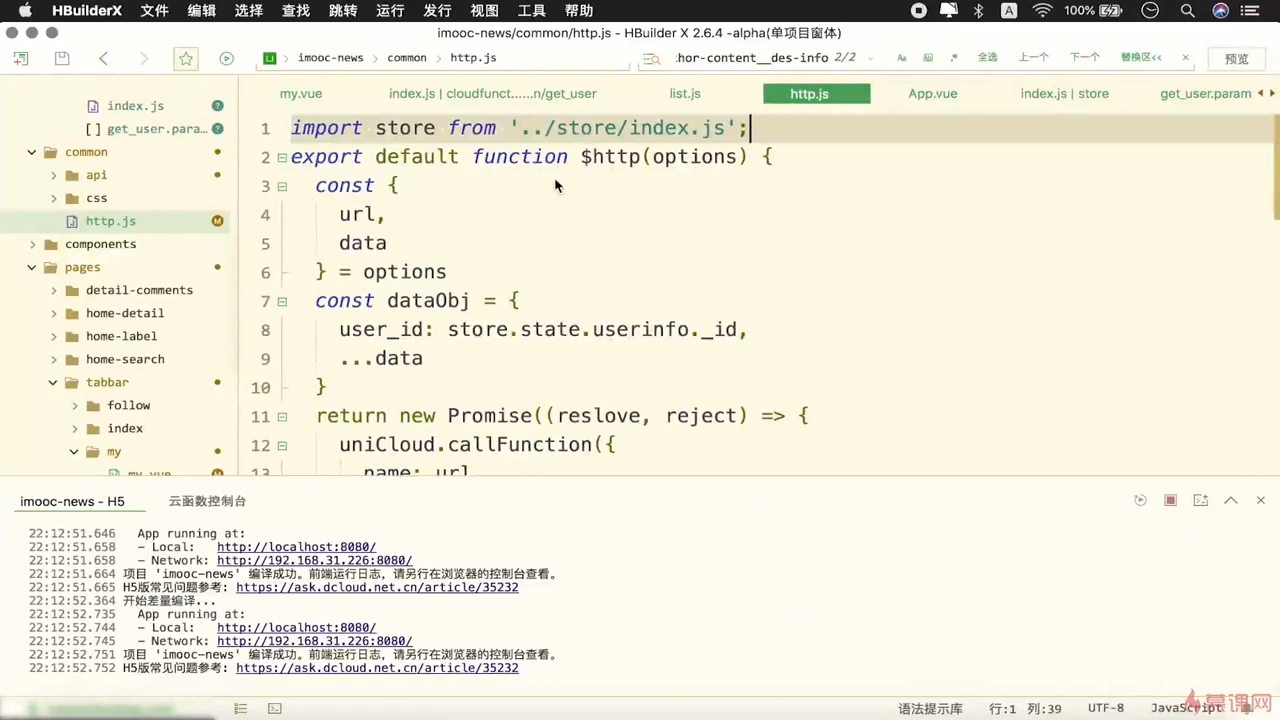 HBuilderX 文件 编辑 选择 查找 跳转 运行 发行 视图 工具 帮助 100%
imooc-news/common/http.js - HBuilder X 2.6.4 -alpha(单项目窗体)
imooc-news common http.js :hor-content__des-info 2/2 Aa .* 全选 上一个 下一个 替换区<< 预览
my.vue index.js | cloudfunct......n/get_user list.js http.js App.vue index.js | store get_user.param
index.js
[ ] get_user.para...
common
api
css
http.js
components
pages
detail-comments
home-detail
home-label
home-search
tabbar
follow
index
my
my.vue
1 import store from '../store/index.js';
2 export default function $http(options) {
3 const {
4 url,
5 data
6 } = options
7 const dataObj = {
8 user_id: store.state.userinfo._id,
9 ...data
10 }
11 return new Promise((reslove, reject) => {
12 uniCloud.callFunction({
13 name: url
imooc-news - H5 云函数控制台
22:12:51.646 App running at:
22:12:51.658 - Local: http://localhost:8080/
22:12:51.658 - Network: http://192.168.31.226:8080/
22:12:51.664 项目 'imooc-news' 编译成功。前端运行日志，请另行在浏览器的控制台查看。
22:12:51.665 H5版常见问题参考: https://ask.dcloud.net.cn/article/35232
22:12:52.364 开始差量编译...
22:12:52.735 App running at:
22:12:52.744 - Local: http://localhost:8080/
22:12:52.745 - Network: http://192.168.31.226:8080/
22:12:52.751 项目 'imooc-news' 编译成功。前端运行日志，请另行在浏览器的控制台查看。
22:12:52.752 H5版常见问题参考: https://ask.dcloud.net.cn/article/35232
语法提示库 行:1 列:39 UTF-8 JavaScript
慕课网